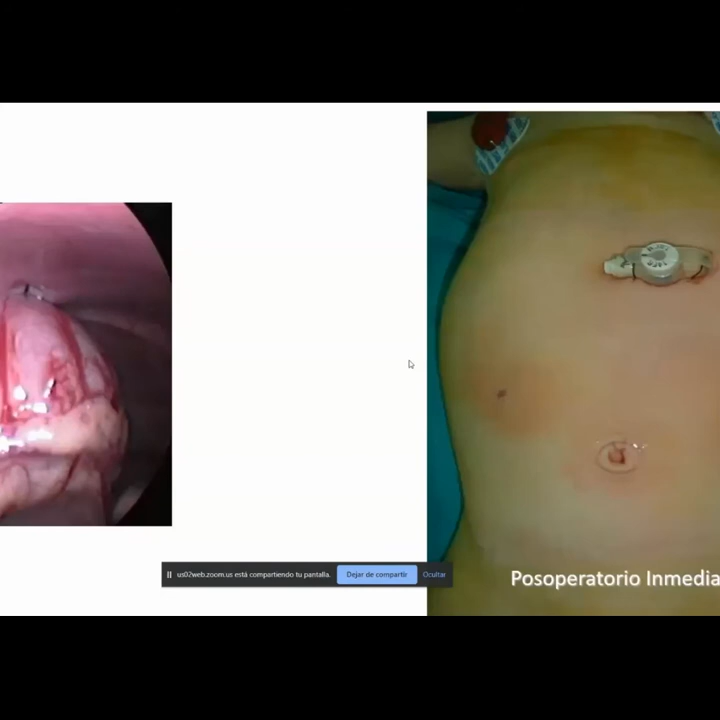 us02web.zoom.us está compartiendo tu pantalla.
Dejar de compartir
Ocultar
Posoperatorio Inmedia